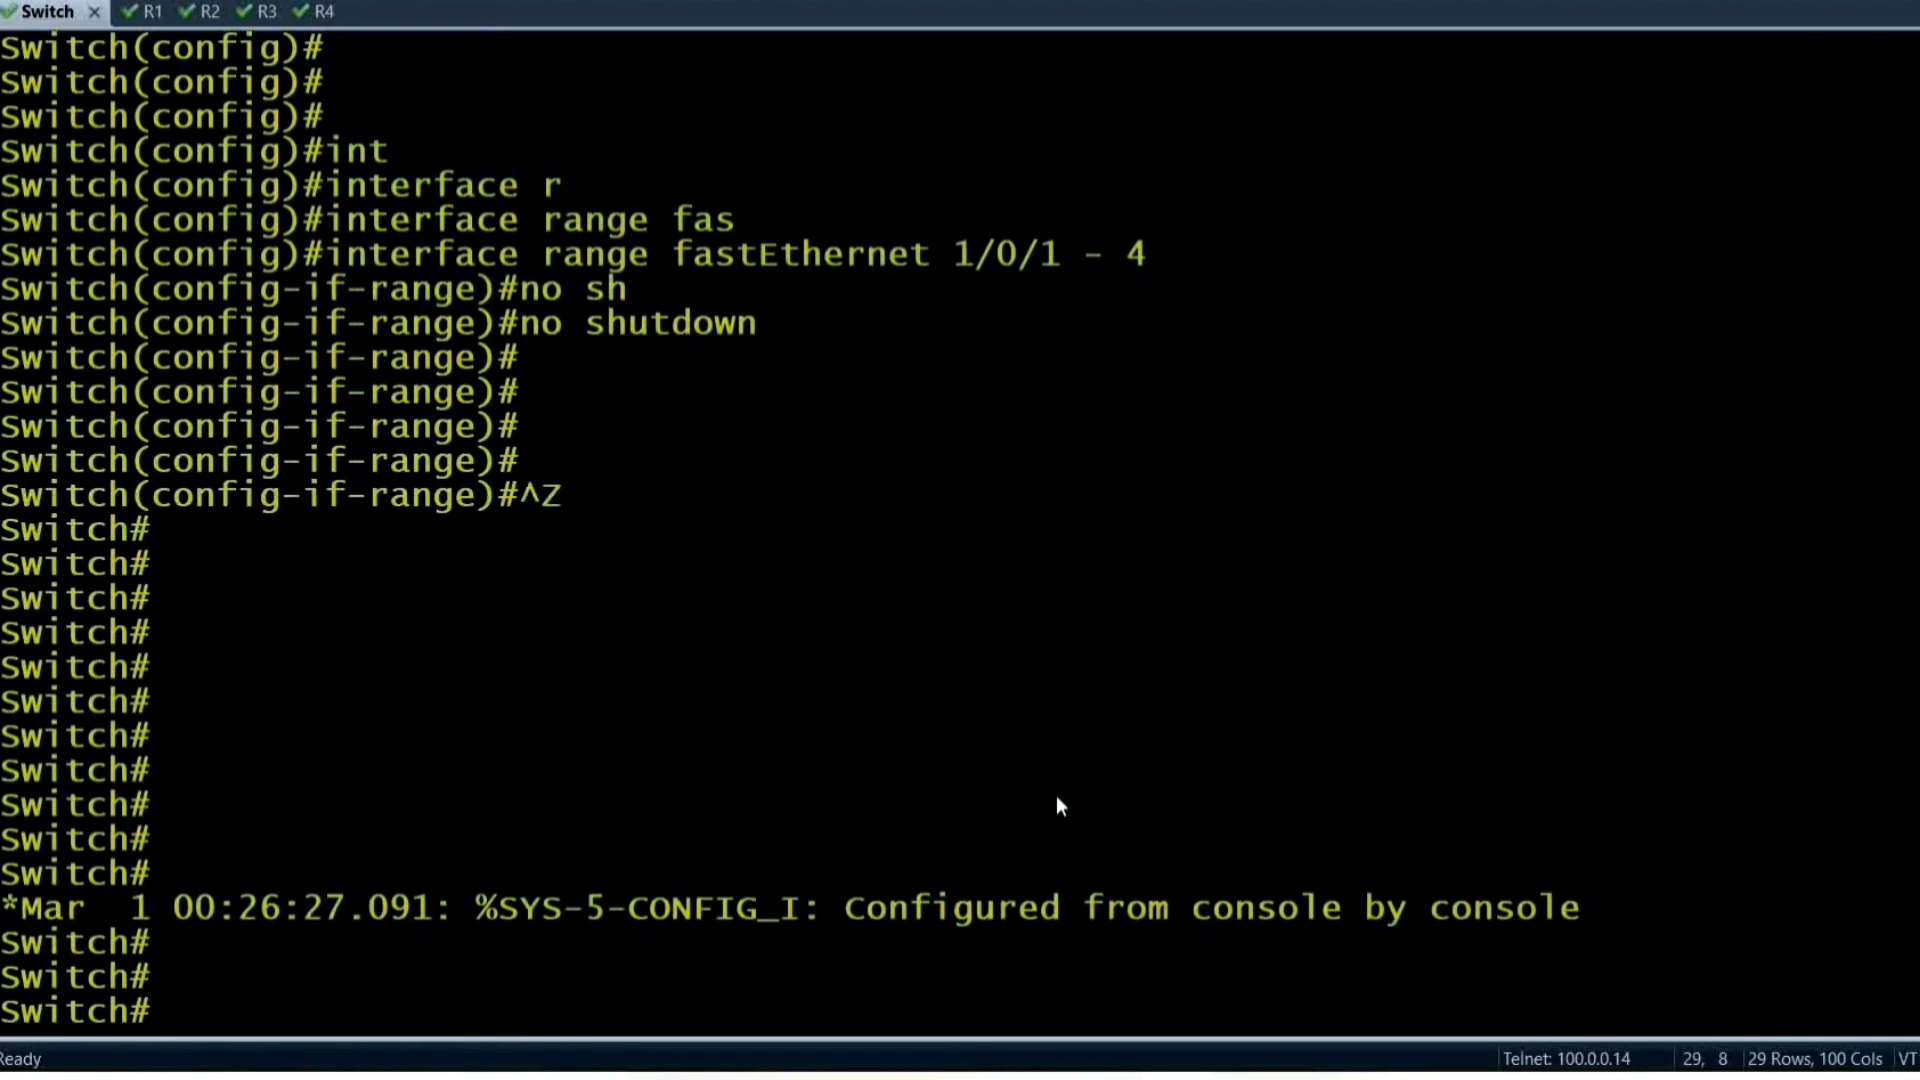 Switch R1 R2 R3 R4
Switch(config)#
Switch(config)#
Switch(config)#
Switch(config)#int
Switch(config)#interface r
Switch(config)#interface range fas
Switch(config)#interface range fastEthernet 1/0/1 - 4
Switch(config-if-range)#no sh
Switch(config-if-range)#no shutdown
Switch(config-if-range)#
Switch(config-if-range)#
Switch(config-if-range)#
Switch(config-if-range)#
Switch(config-if-range)#^Z
Switch#
Switch#
Switch#
Switch#
Switch#
Switch#
Switch#
Switch#
Switch#
Switch#
Switch#
*Mar  1 00:26:27.091: %SYS-5-CONFIG_I: Configured from console by console
Switch#
Switch#
Switch#
Ready Telnet: 100.0.0.14 29, 8 29 Rows, 100 Cols VT